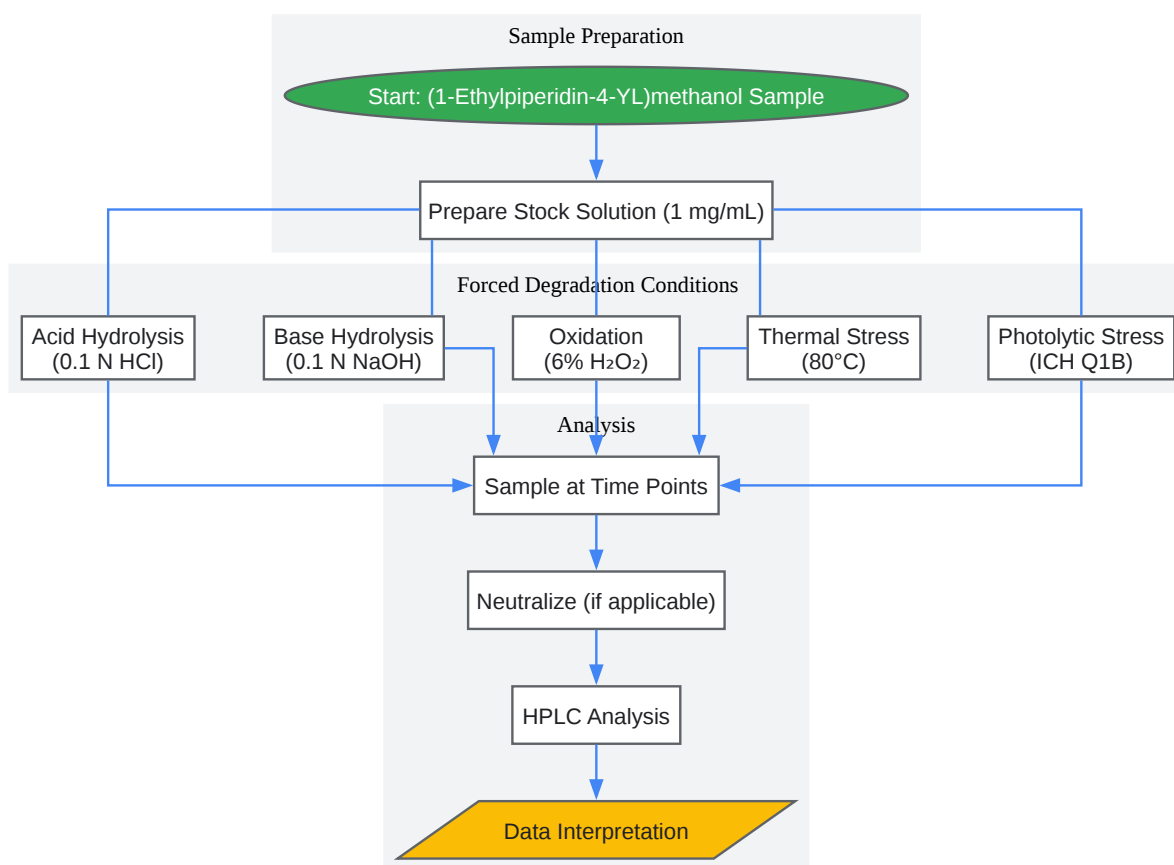 Sample Preparation
Start: (1-Ethylpiperidin-4-YL)methanol Sample
Prepare Stock Solution (1 mg/mL)
Forced Degradation Conditions
Acid Hydrolysis
(0.1 N HCl)
Base Hydrolysis
(0.1 N NaOH)
Oxidation
(6% H₂O₂)
Thermal Stress
(80°C)
Photolytic Stress
(ICH Q1B)
Analysis
Sample at Time Points
Neutralize (if applicable)
HPLC Analysis
Data Interpretation